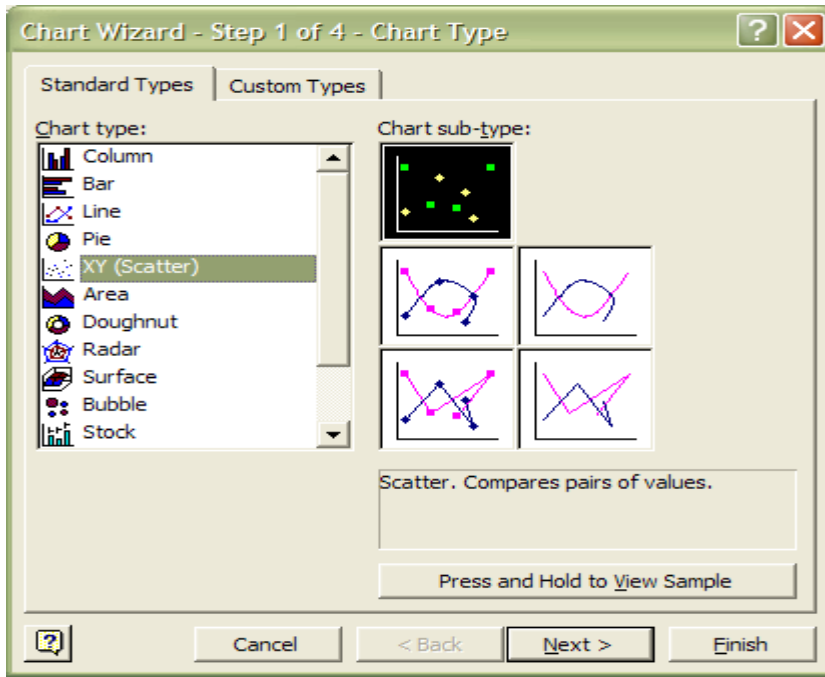 Chart Wizard - Step 1 of 4 - Chart Type
Standard Types
Custom Types
Chart type:
Column
Bar
Line
Pie
XY (Scatter)
Area
Doughnut
Radar
Surface
Bubble
Stock
Chart sub-type:
Scatter. Compares pairs of values.
Press and Hold to View Sample
Cancel
< Back
Next >
Finish